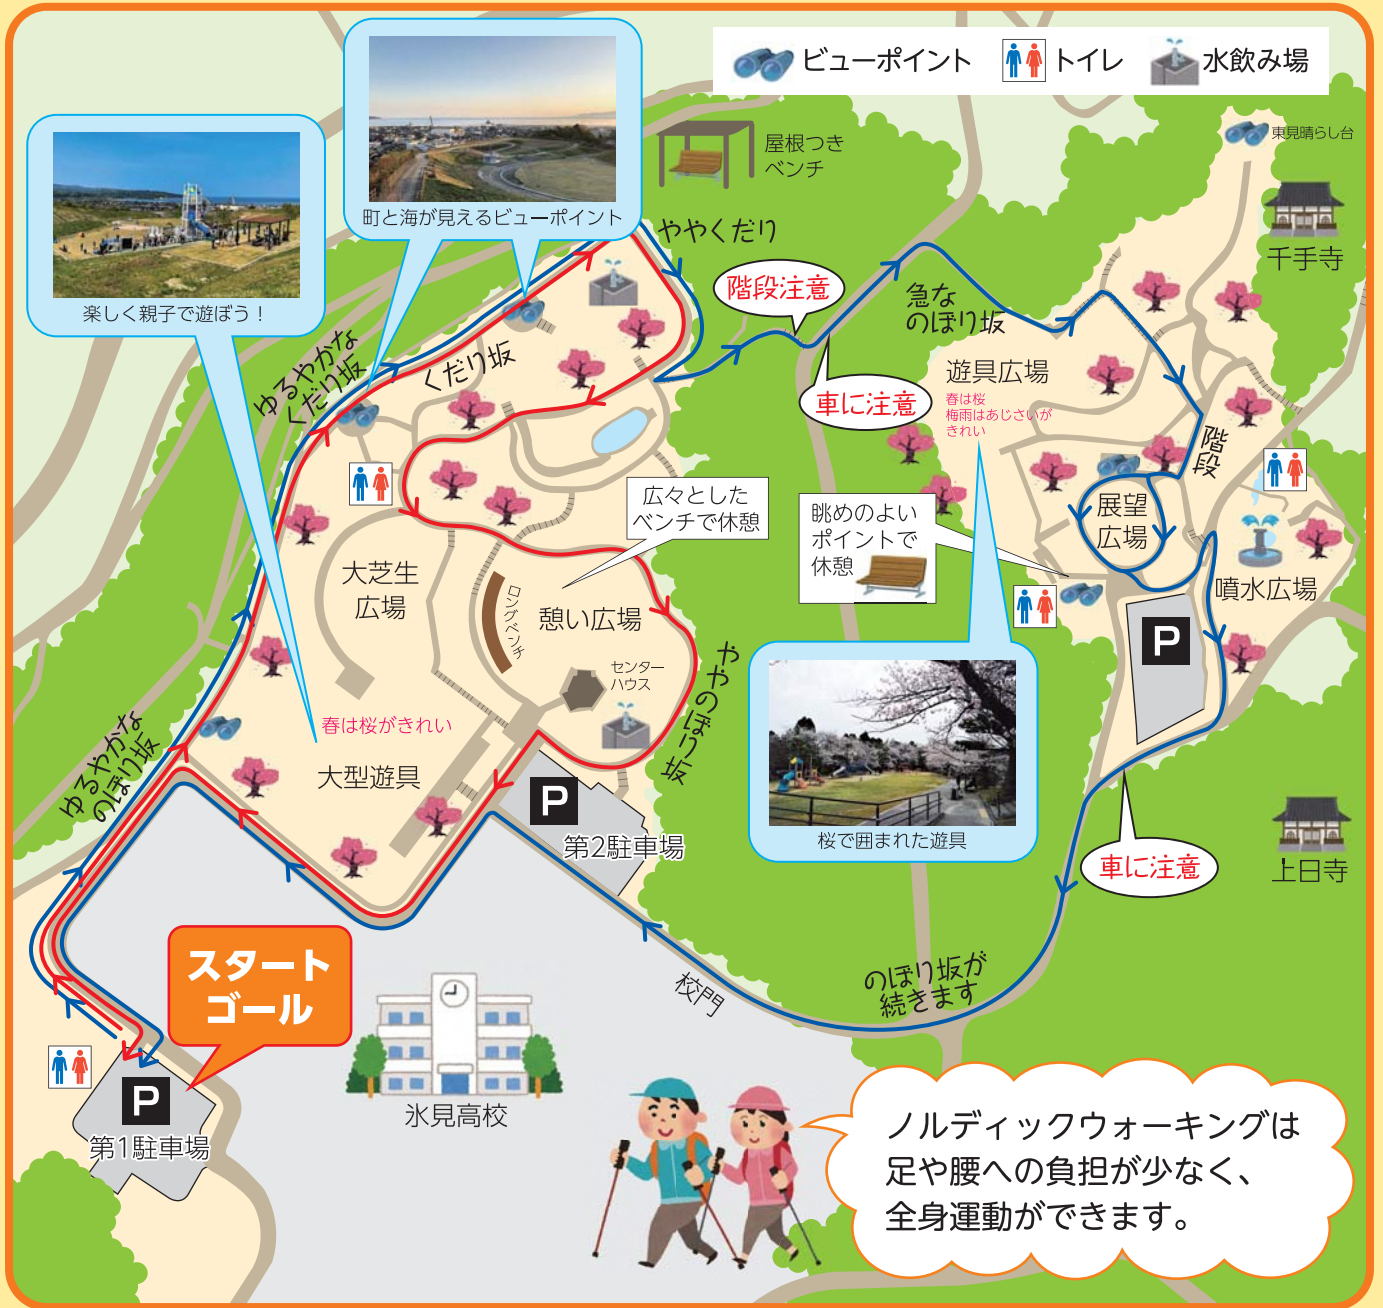 ビューポイント
トイレ
水飲み場
町と海が見えるビューポイント
楽しく親子で遊ぼう！
屋根つき
ベンチ
東見晴らし台
千手寺
ややくだり
階段注意
急な
のぼり坂
車に注意
遊具広場
春は桜
梅雨はあじさいが
きれい
ゆるやかな
くだり坂
くだり坂
階段
広々とした
ベンチで休憩
眺めのよい
ポイントで
休憩
展望
広場
噴水広場
大芝生
広場
ロングベンチ
憩い広場
センター
ハウス
ややのぼり坂
P
春は桜がきれい
大型遊具
ゆるやかな
のぼり坂
P
第2駐車場
桜で囲まれた遊具
車に注意
上日寺
スタート
ゴール
校門
のぼり坂が
続きます
氷見高校
P
第1駐車場
ノルディックウォーキングは
足や腰への負担が少なく、
全身運動ができます。